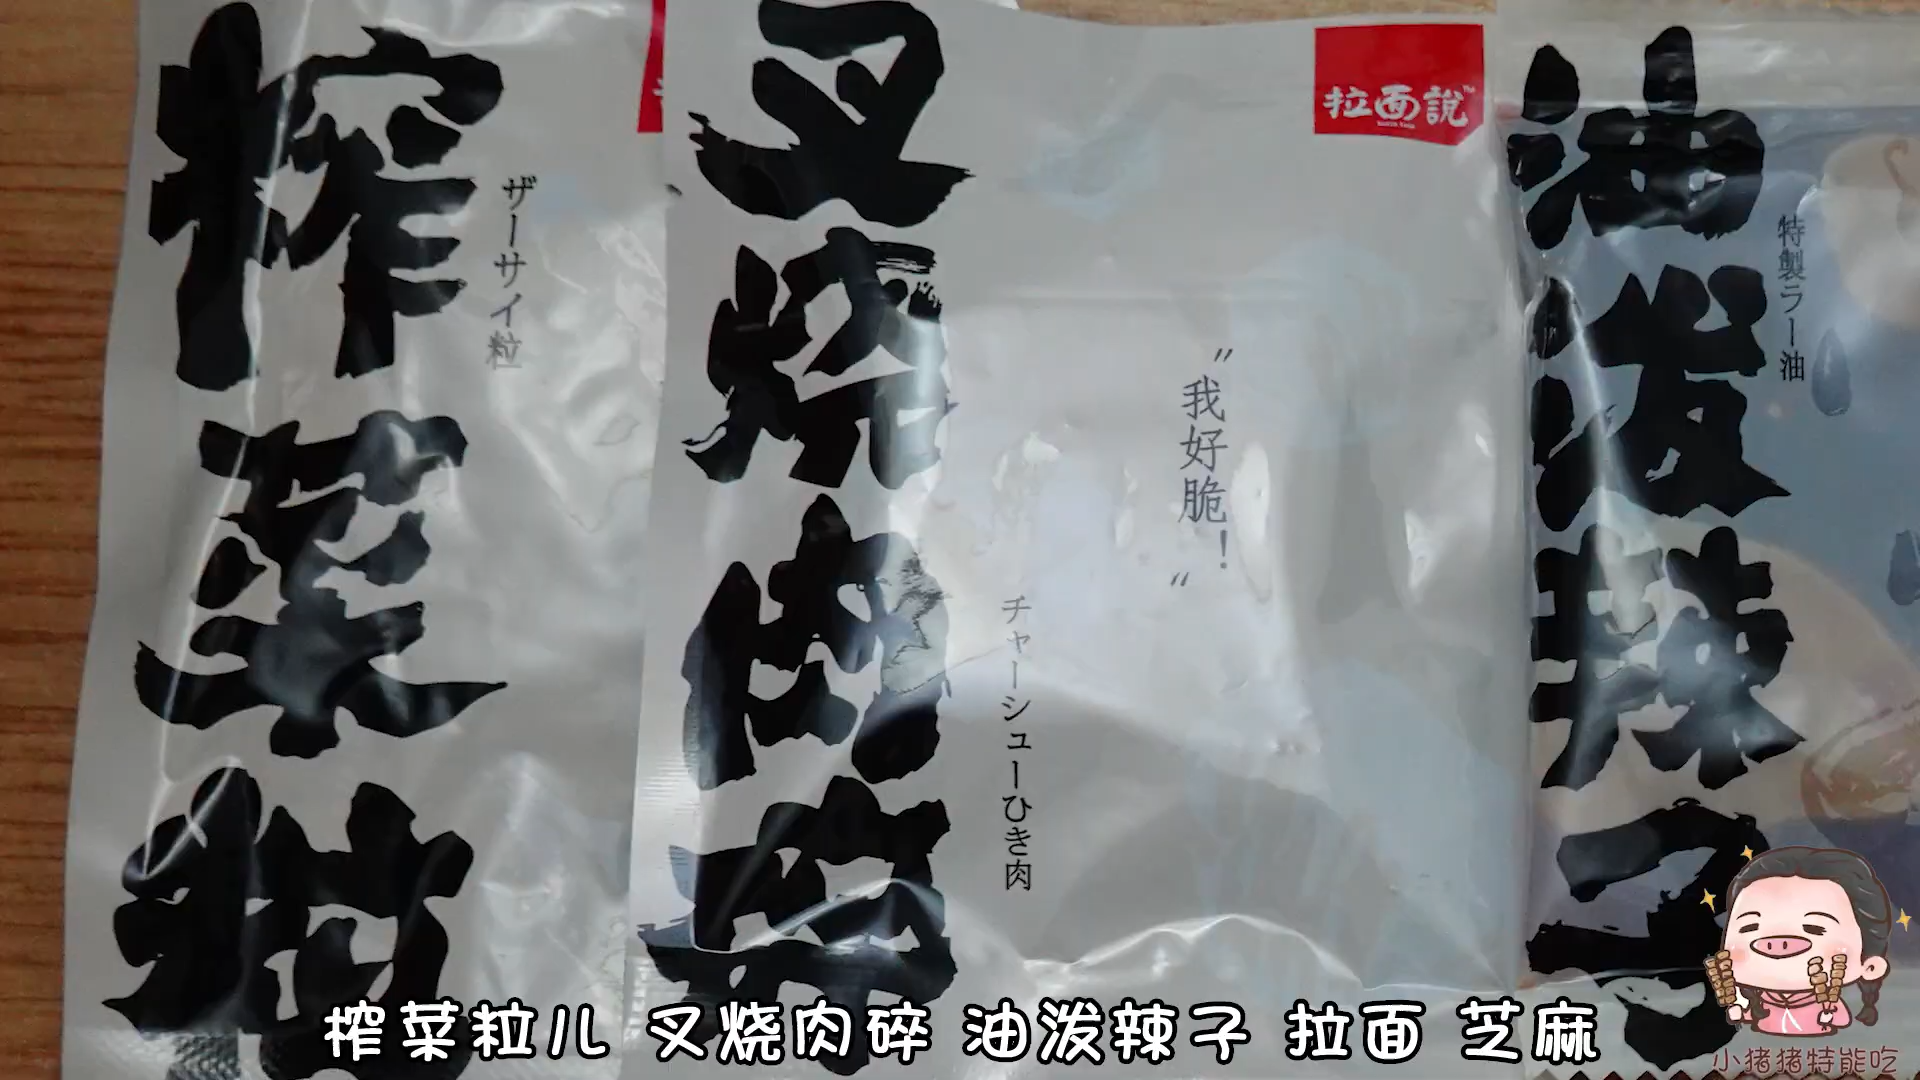 榨菜粒
ザーサイ粒
叉烧肉碎
チャーシューひき肉
"我好脆！"
拉面說
油泼辣子
特製ラー油
榨菜粒儿 叉烧肉碎 油泼辣子 拉面 芝麻
小猪猪特能吃